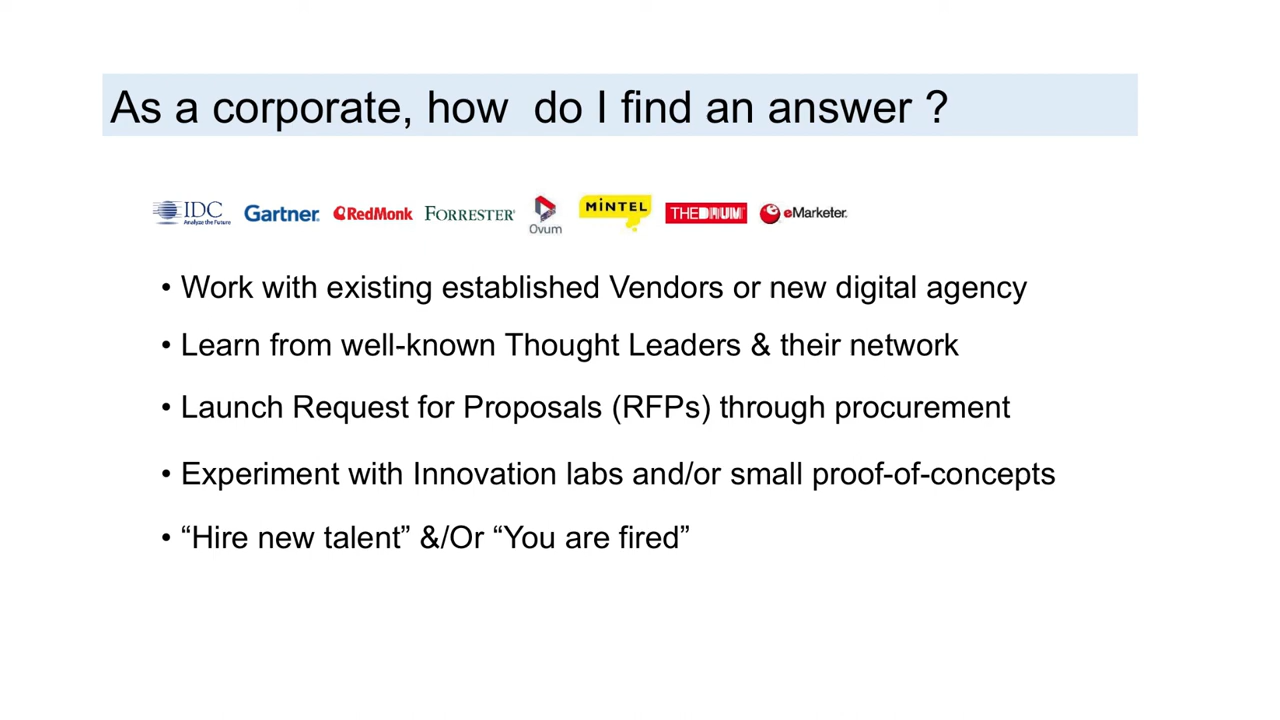 As a corporate, how  do I find an answer ?
IDC Analyze the Future Gartner. RedMonk FORRESTER® Ovum MiNTEL THEDRUM eMarketer.
• Work with existing established Vendors or new digital agency
• Learn from well-known Thought Leaders & their network
• Launch Request for Proposals (RFPs) through procurement
• Experiment with Innovation labs and/or small proof-of-concepts
• “Hire new talent” &/Or “You are fired”